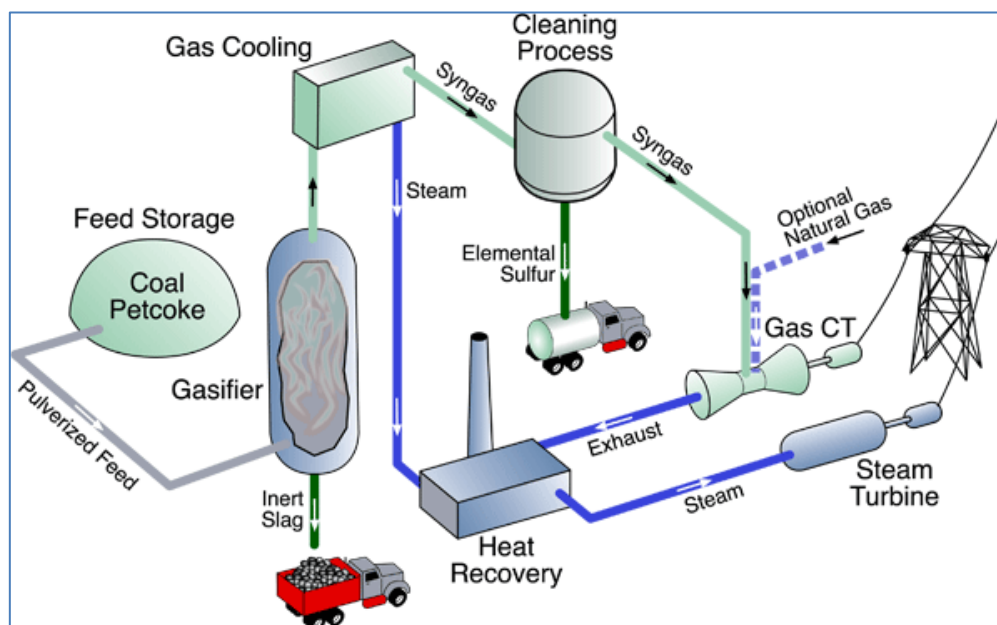 Gas Cooling
Cleaning
Process
Syngas
Syngas
Steam
Feed Storage
Optional
Natural Gas
Coal
Petcoke
Elemental
Sulfur
Gas CT
Gasifier
Pulverized Feed
Exhaust
Steam
Steam
Turbine
Inert
Slag
Heat
Recovery